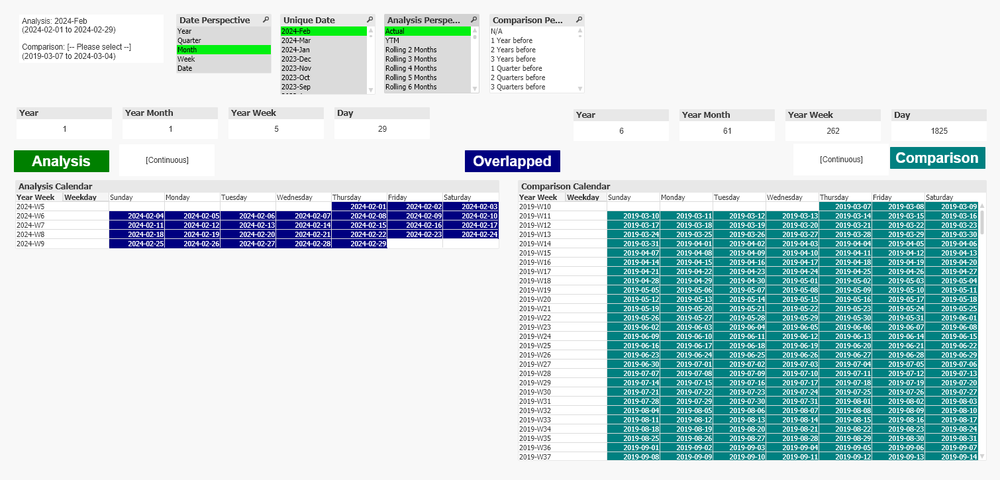 Analysis: 2024-Feb
(2024-02-01 to 2024-02-29)
Comparison: [-- Please select --]
(2019-03-07 to 2024-03-04)
Date Perspective
Year
Quarter
Month
Week
Date
Unique Date
2024-Feb
2024-Mar
2024-Jan
2023-Dec
2023-Nov
2023-Oct
2023-Sep
Analysis Perspe...
Actual
YTM
Rolling 2 Months
Rolling 3 Months
Rolling 4 Months
Rolling 5 Months
Rolling 6 Months
Comparison Pe...
N/A
1 Year before
2 Years before
3 Years before
1 Quarter before
2 Quarters before
3 Quarters before
Year
1
Year Month
1
Year Week
5
Day
29
Year
6
Year Month
61
Year Week
262
Day
1825
Analysis
[Continuous]
Overlapped
[Continuous]
Comparison
Analysis Calendar
Year Week Weekday Sunday Monday Tuesday Wednesday Thursday Friday Saturday
2024-W5 2024-02-01 2024-02-02 2024-02-03
2024-W6 2024-02-04 2024-02-05 2024-02-06 2024-02-07 2024-02-08 2024-02-09 2024-02-10
2024-W7 2024-02-11 2024-02-12 2024-02-13 2024-02-14 2024-02-15 2024-02-16 2024-02-17
2024-W8 2024-02-18 2024-02-19 2024-02-20 2024-02-21 2024-02-22 2024-02-23 2024-02-24
2024-W9 2024-02-25 2024-02-26 2024-02-27 2024-02-28 2024-02-29
Comparison Calendar
Year Week Weekday Sunday Monday Tuesday Wednesday Thursday Friday Saturday
2019-W10 2019-03-07 2019-03-08 2019-03-09
2019-W11 2019-03-10 2019-03-11 2019-03-12 2019-03-13 2019-03-14 2019-03-15 2019-03-16
2019-W12 2019-03-17 2019-03-18 2019-03-19 2019-03-20 2019-03-21 2019-03-22 2019-03-23
2019-W13 2019-03-24 2019-03-25 2019-03-26 2019-03-27 2019-03-28 2019-03-29 2019-03-30
2019-W14 2019-03-31 2019-04-01 2019-04-02 2019-04-03 2019-04-04 2019-04-05 2019-04-06
2019-W15 2019-04-07 2019-04-08 2019-04-09 2019-04-10 2019-04-11 2019-04-12 2019-04-13
2019-W16 2019-04-14 2019-04-15 2019-04-16 2019-04-17 2019-04-18 2019-04-19 2019-04-20
2019-W17 2019-04-21 2019-04-22 2019-04-23 2019-04-24 2019-04-25 2019-04-26 2019-04-27
2019-W18 2019-04-28 2019-04-29 2019-04-30 2019-05-01 2019-05-02 2019-05-03 2019-05-04
2019-W19 2019-05-05 2019-05-06 2019-05-07 2019-05-08 2019-05-09 2019-05-10 2019-05-11
2019-W20 2019-05-12 2019-05-13 2019-05-14 2019-05-15 2019-05-16 2019-05-17 2019-05-18
2019-W21 2019-05-19 2019-05-20 2019-05-21 2019-05-22 2019-05-23 2019-05-24 2019-05-25
2019-W22 2019-05-26 2019-05-27 2019-05-28 2019-05-29 2019-05-30 2019-05-31 2019-06-01
2019-W23 2019-06-02 2019-06-03 2019-06-04 2019-06-05 2019-06-06 2019-06-07 2019-06-08
2019-W24 2019-06-09 2019-06-10 2019-06-11 2019-06-12 2019-06-13 2019-06-14 2019-06-15
2019-W25 2019-06-16 2019-06-17 2019-06-18 2019-06-19 2019-06-20 2019-06-21 2019-06-22
2019-W26 2019-06-23 2019-06-24 2019-06-25 2019-06-26 2019-06-27 2019-06-28 2019-06-29
2019-W27 2019-06-30 2019-07-01 2019-07-02 2019-07-03 2019-07-04 2019-07-05 2019-07-06
2019-W28 2019-07-07 2019-07-08 2019-07-09 2019-07-10 2019-07-11 2019-07-12 2019-07-13
2019-W29 2019-07-14 2019-07-15 2019-07-16 2019-07-17 2019-07-18 2019-07-19 2019-07-20
2019-W30 2019-07-21 2019-07-22 2019-07-23 2019-07-24 2019-07-25 2019-07-26 2019-07-27
2019-W31 2019-07-28 2019-07-29 2019-07-30 2019-07-31 2019-08-01 2019-08-02 2019-08-03
2019-W32 2019-08-04 2019-08-05 2019-08-06 2019-08-07 2019-08-08 2019-08-09 2019-08-10
2019-W33 2019-08-11 2019-08-12 2019-08-13 2019-08-14 2019-08-15 2019-08-16 2019-08-17
2019-W34 2019-08-18 2019-08-19 2019-08-20 2019-08-21 2019-08-22 2019-08-23 2019-08-24
2019-W35 2019-08-25 2019-08-26 2019-08-27 2019-08-28 2019-08-29 2019-08-30 2019-08-31
2019-W36 2019-09-01 2019-09-02 2019-09-03 2019-09-04 2019-09-05 2019-09-06 2019-09-07
2019-W37 2019-09-08 2019-09-09 2019-09-10 2019-09-11 2019-09-12 2019-09-13 2019-09-14